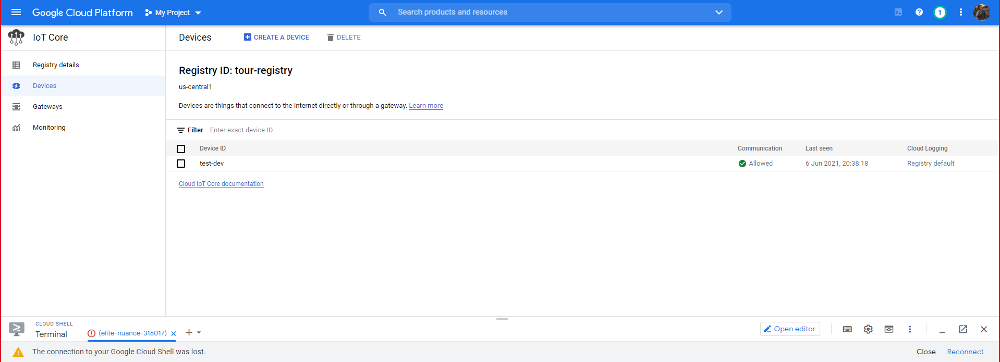 Google Cloud Platform My Project Search products and resources 1
IoT Core Devices CREATE A DEVICE DELETE
Registry details
Devices
Gateways
Monitoring
Registry ID: tour-registry
us-central1
Devices are things that connect to the Internet directly or through a gateway. Learn more
Filter Enter exact device ID
Device ID Communication Last seen Cloud Logging
test-dev Allowed 6 Jun 2021, 20:38:18 Registry default
Cloud IoT Core documentation
CLOUD SHELL
Terminal (elite-nuance-316017) Open editor
The connection to your Google Cloud Shell was lost. Close Reconnect